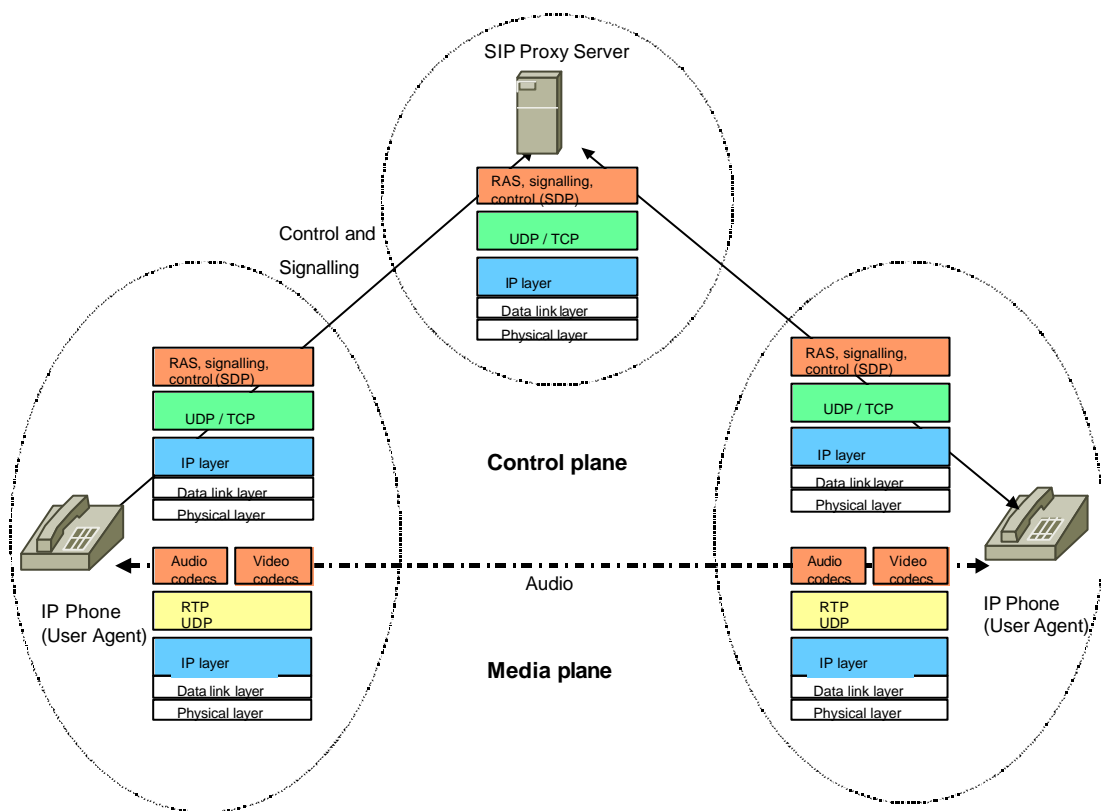 SIP Proxy Server
RAS, signalling,
control (SDP)
UDP / TCP
IP layer
Data link layer
Physical layer
Control and
Signalling
RAS, signalling,
control (SDP)
UDP / TCP
IP layer
Data link layer
Physical layer
RAS, signalling,
control (SDP)
UDP / TCP
IP layer
Data link layer
Physical layer
Control plane
Audio
codecs
Video
codecs
Audio
Audio
codecs
Video
codecs
IP Phone
(User Agent)
RTP
UDP
IP layer
Data link layer
Physical layer
Media plane
RTP
UDP
IP layer
Data link layer
Physical layer
IP Phone
(User Agent)